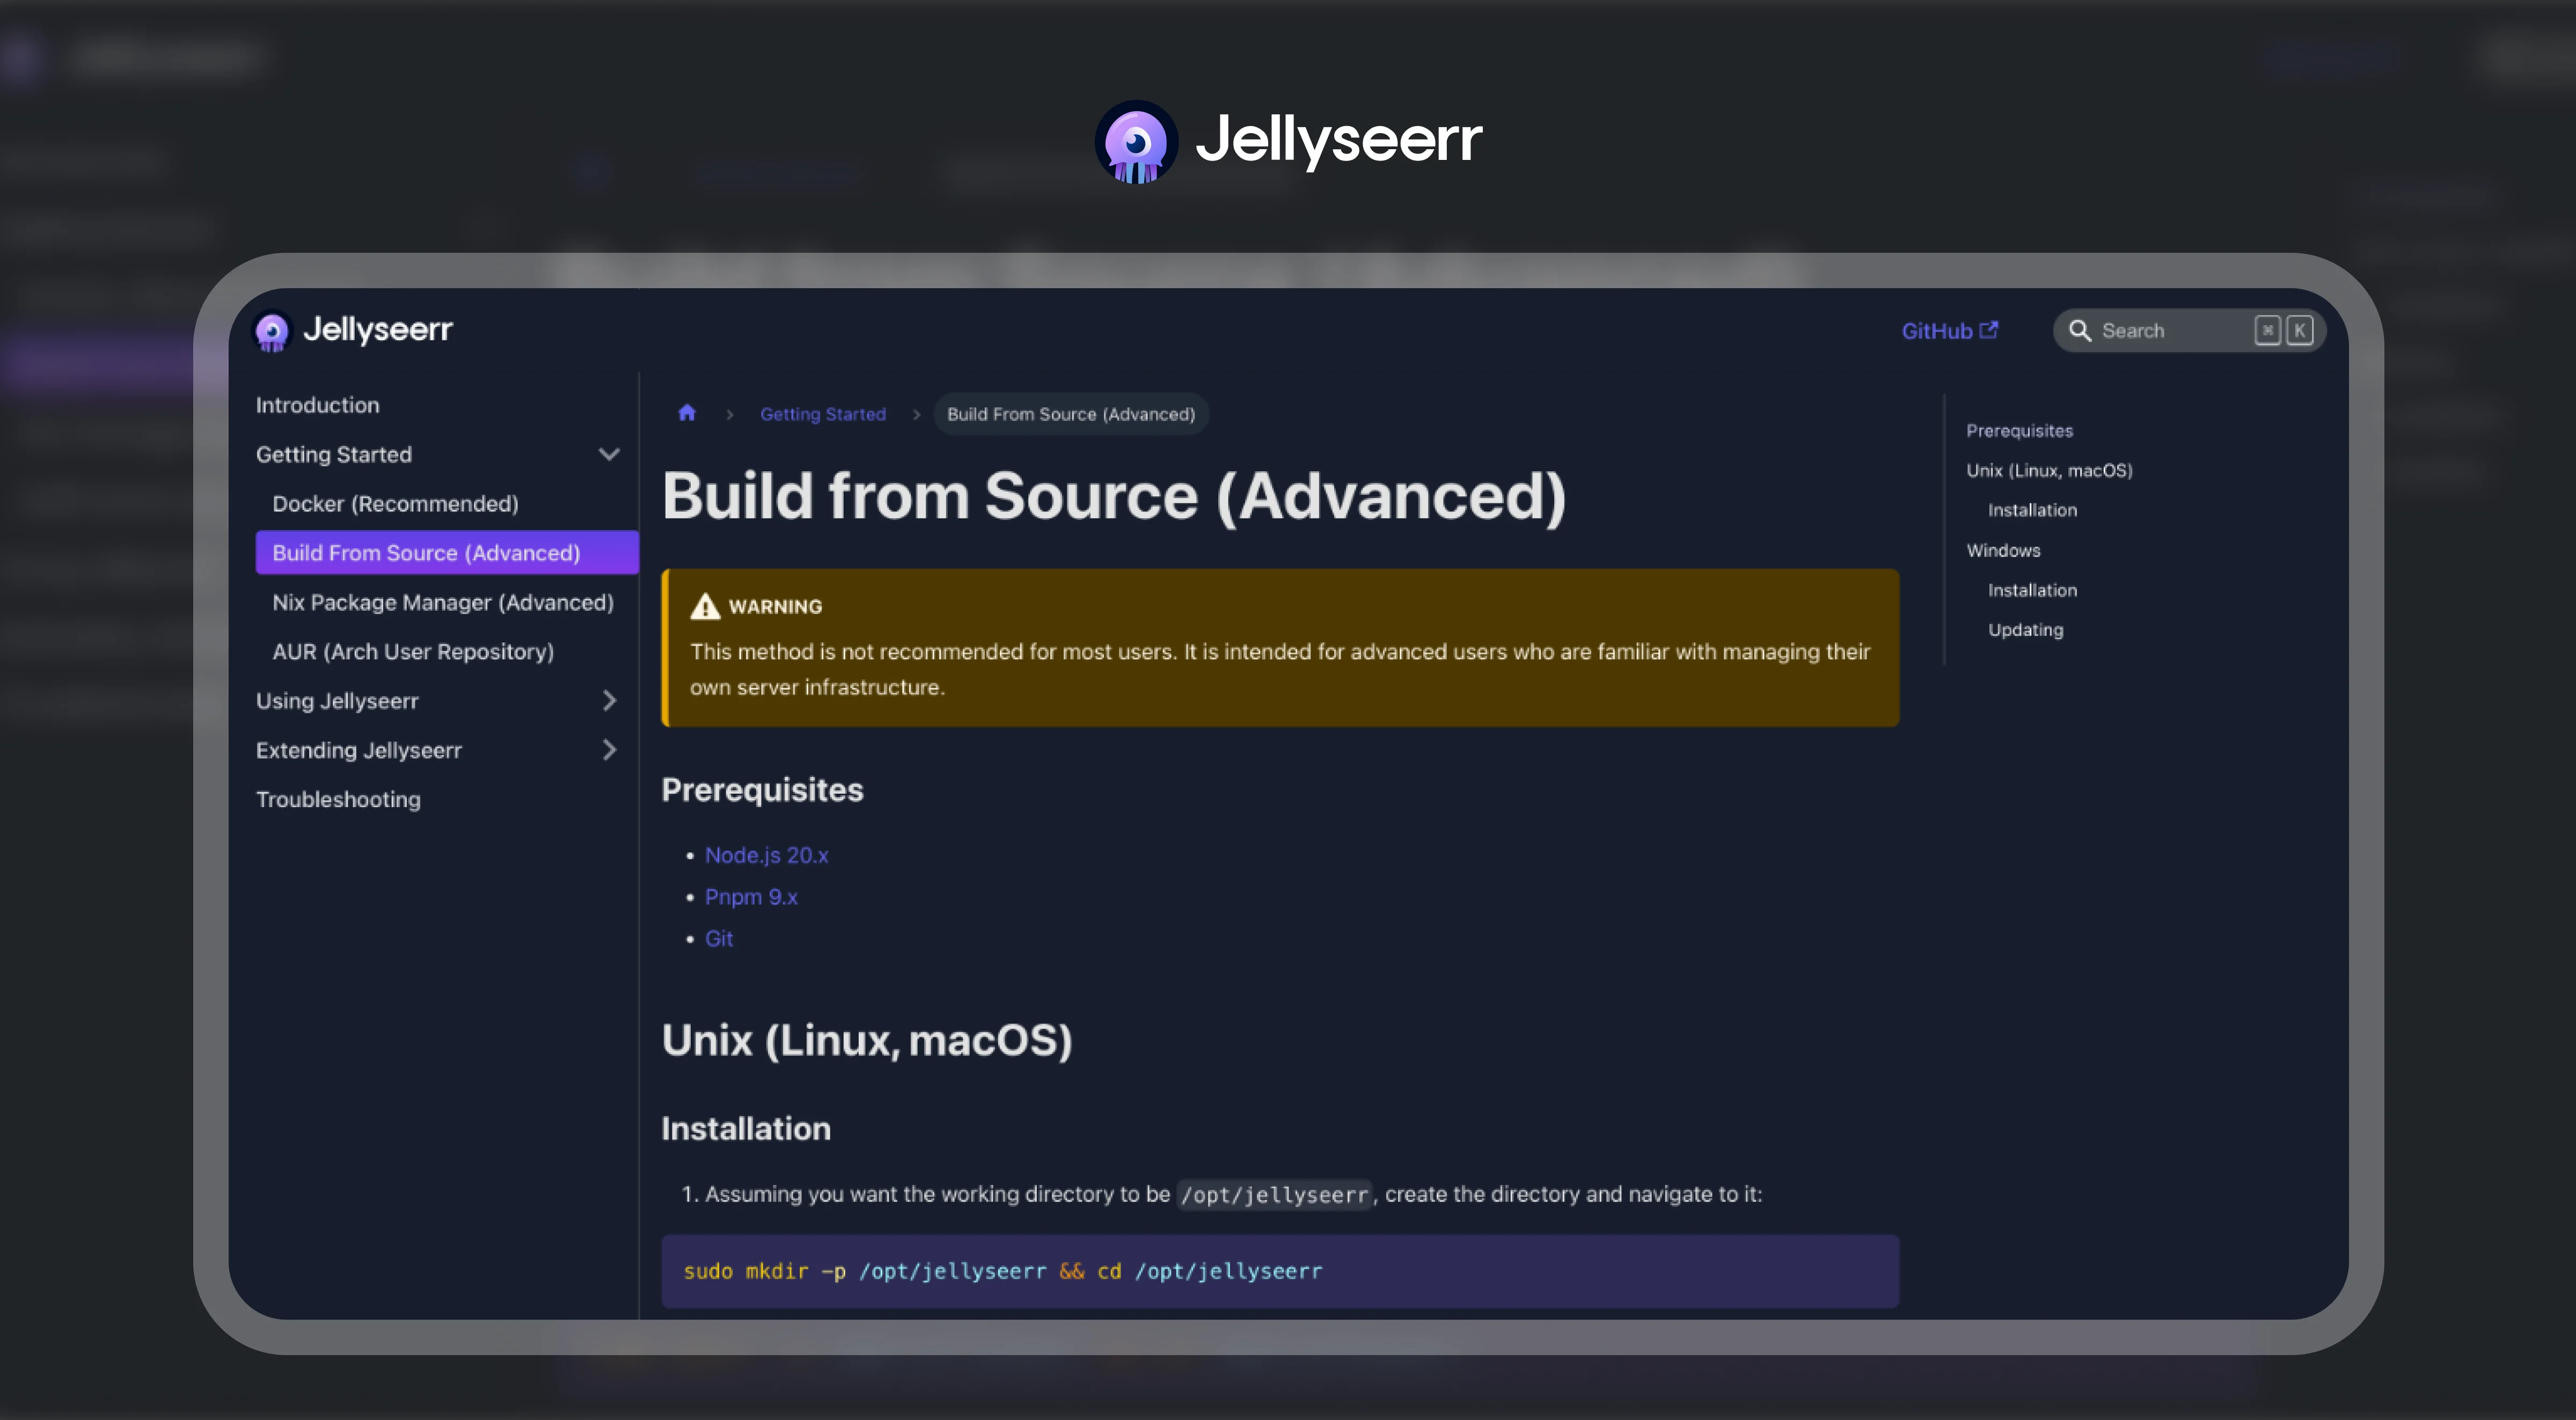 Jellyseerr
Jellyseerr
GitHub
Search
⌘ K
Introduction
Getting Started
Docker (Recommended)
Build From Source (Advanced)
Nix Package Manager (Advanced)
AUR (Arch User Repository)
Using Jellyseerr
Extending Jellyseerr
Troubleshooting
Getting Started
Build From Source (Advanced)
Build from Source (Advanced)
WARNING
This method is not recommended for most users. It is intended for advanced users who are familiar with managing their
own server infrastructure.
Prerequisites
• Node.js 20.x
• Pnpm 9.x
• Git
Unix (Linux, macOS)
Installation
1. Assuming you want the working directory to be /opt/jellyseerr, create the directory and navigate to it:
sudo mkdir -p /opt/jellyseerr && cd /opt/jellyseerr
Prerequisites
Unix (Linux, macOS)
Installation
Windows
Installation
Updating